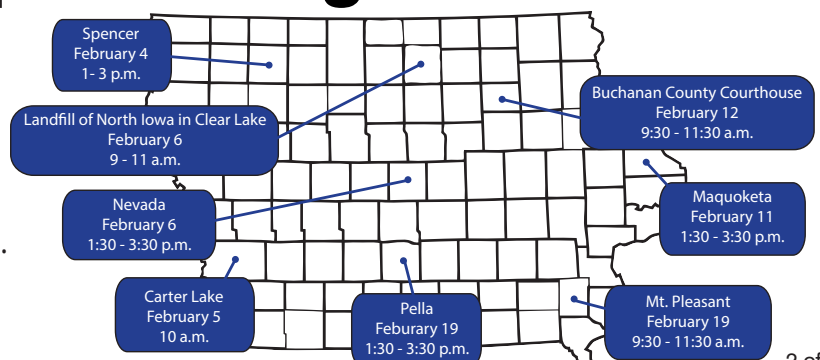 Spencer
February 4
1- 3 p.m.
Landfill of North Iowa in Clear Lake
February 6
9 - 11 a.m.
Buchanan County Courthouse
February 12
9:30 - 11:30 a.m.
Nevada
February 6
1:30 - 3:30 p.m.
Maquoketa
February 11
1:30 - 3:30 p.m.
Carter Lake
February 5
10 a.m.
Pella
Feburary 19
1:30 - 3:30 p.m.
Mt. Pleasant
February 19
9:30 - 11:30 a.m.